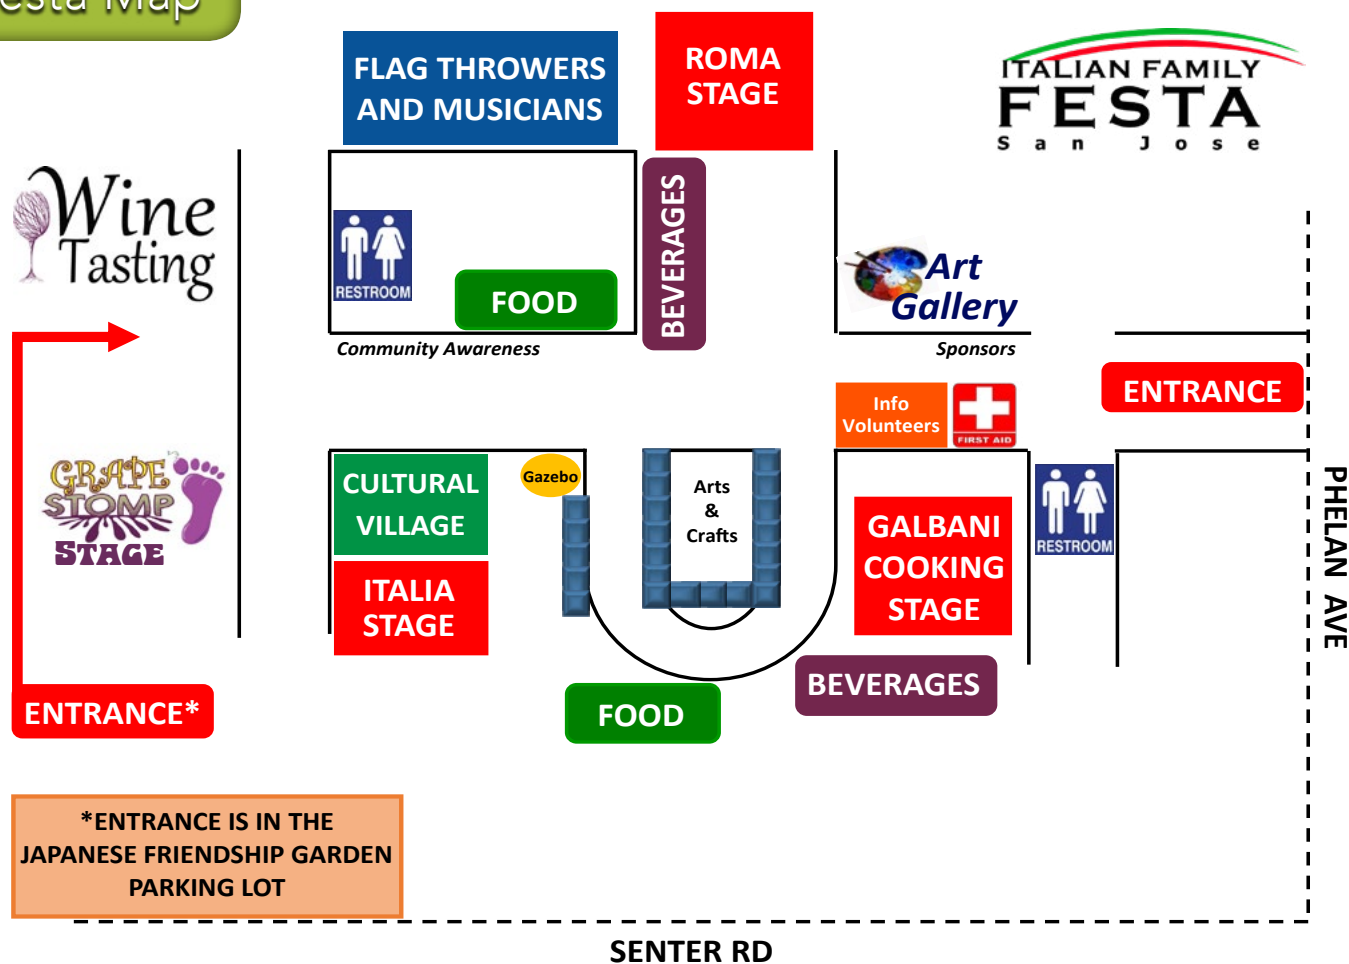 Map
FLAG THROWERS
AND MUSICIANS
ROMA
STAGE
ITALIAN FAMILY
FESTA
San Jose
Wine
Tasting
RESTROOM
FOOD
BEVERAGES
Art
Gallery
Community Awareness
Sponsors
Info
Volunteers
FIRST AID
ENTRANCE
GRAPE
STOMP
STAGE
CULTURAL
VILLAGE
Gazebo
Arts
&
Crafts
GALBANI
COOKING
STAGE
RESTROOM
PHELAN AVE
ITALIA
STAGE
BEVERAGES
ENTRANCE*
FOOD
*ENTRANCE IS IN THE
JAPANESE FRIENDSHIP GARDEN
PARKING LOT
SENTER RD